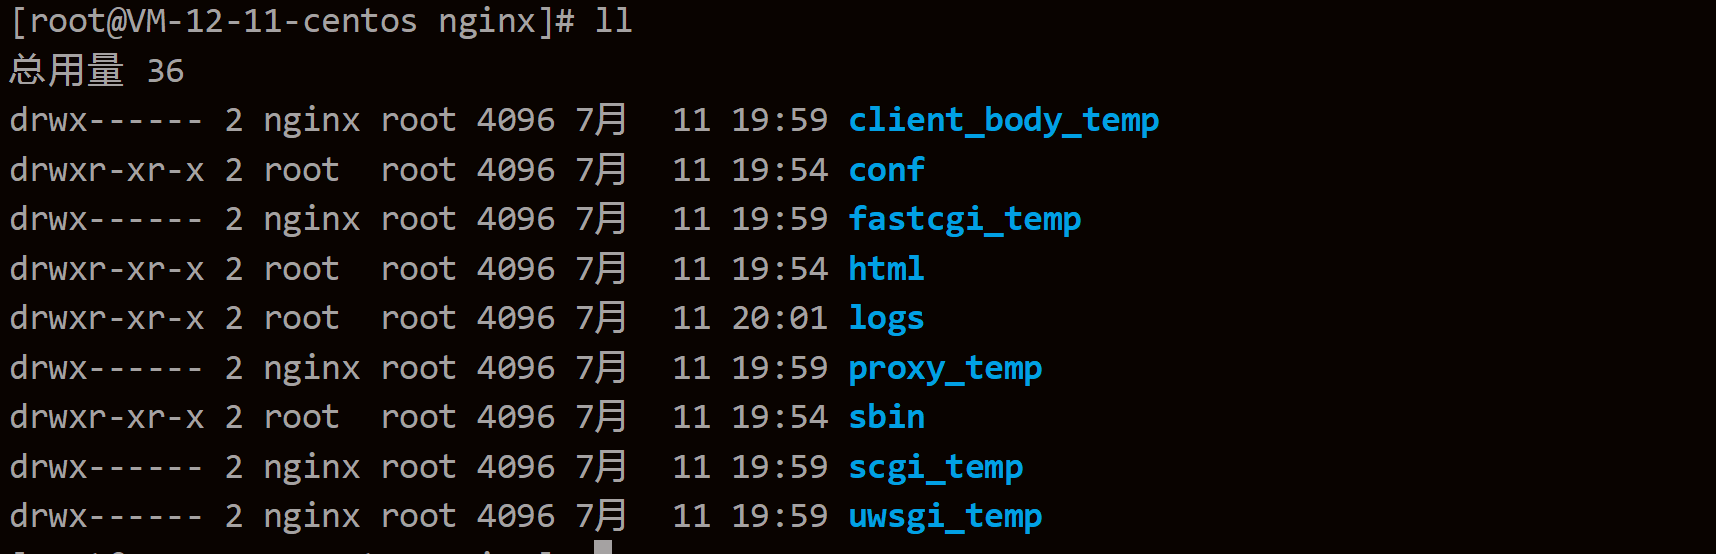 [root@VM-12-11-centos nginx]# ll
总用量 36
drwx------ 2 nginx root 4096 7月  11 19:59 client_body_temp
drwxr-xr-x 2 root  root 4096 7月  11 19:54 conf
drwx------ 2 nginx root 4096 7月  11 19:59 fastcgi_temp
drwxr-xr-x 2 root  root 4096 7月  11 19:54 html
drwxr-xr-x 2 root  root 4096 7月  11 20:01 logs
drwx------ 2 nginx root 4096 7月  11 19:59 proxy_temp
drwxr-xr-x 2 root  root 4096 7月  11 19:54 sbin
drwx------ 2 nginx root 4096 7月  11 19:59 scgi_temp
drwx------ 2 nginx root 4096 7月  11 19:59 uwsgi_temp